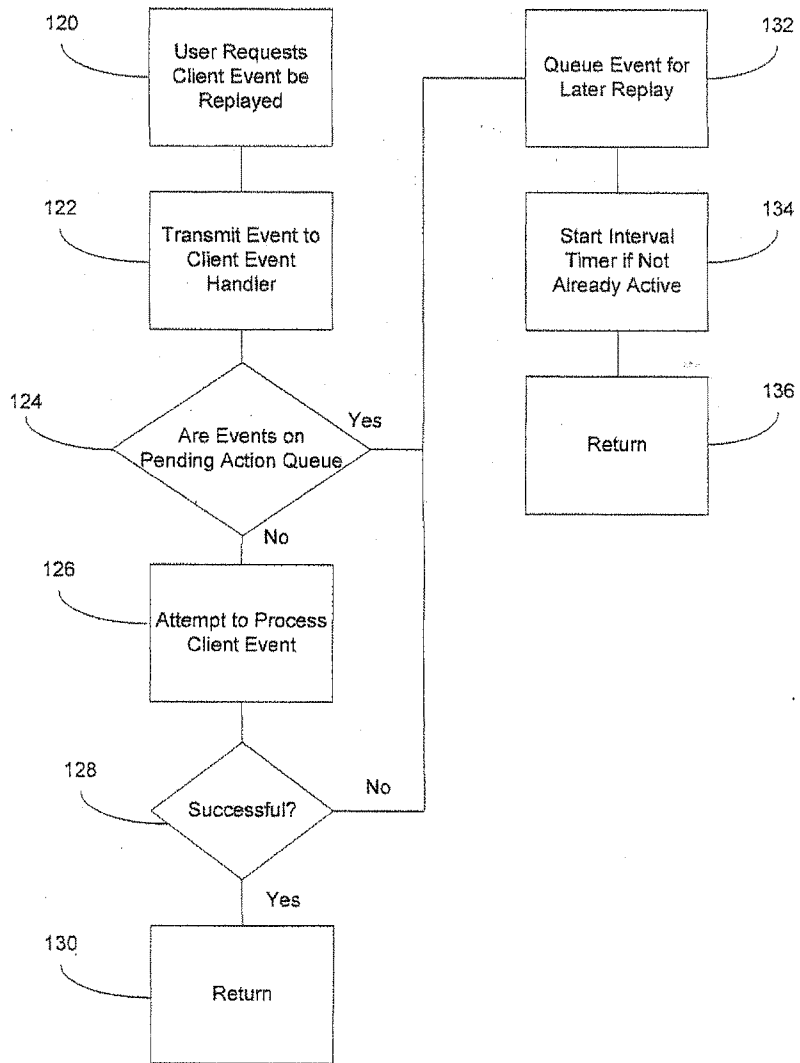 120
User Requests
Client Event be
Replayed
122
Transmit Event to
Client Event
Handler
124
Are Events on
Pending Action Queue
Yes
No
126
Attempt to Process
Client Event
128
Successful?
No
Yes
130
Return
132
Queue Event for
Later Replay
134
Start Interval
Timer if Not
Already Active
136
Return